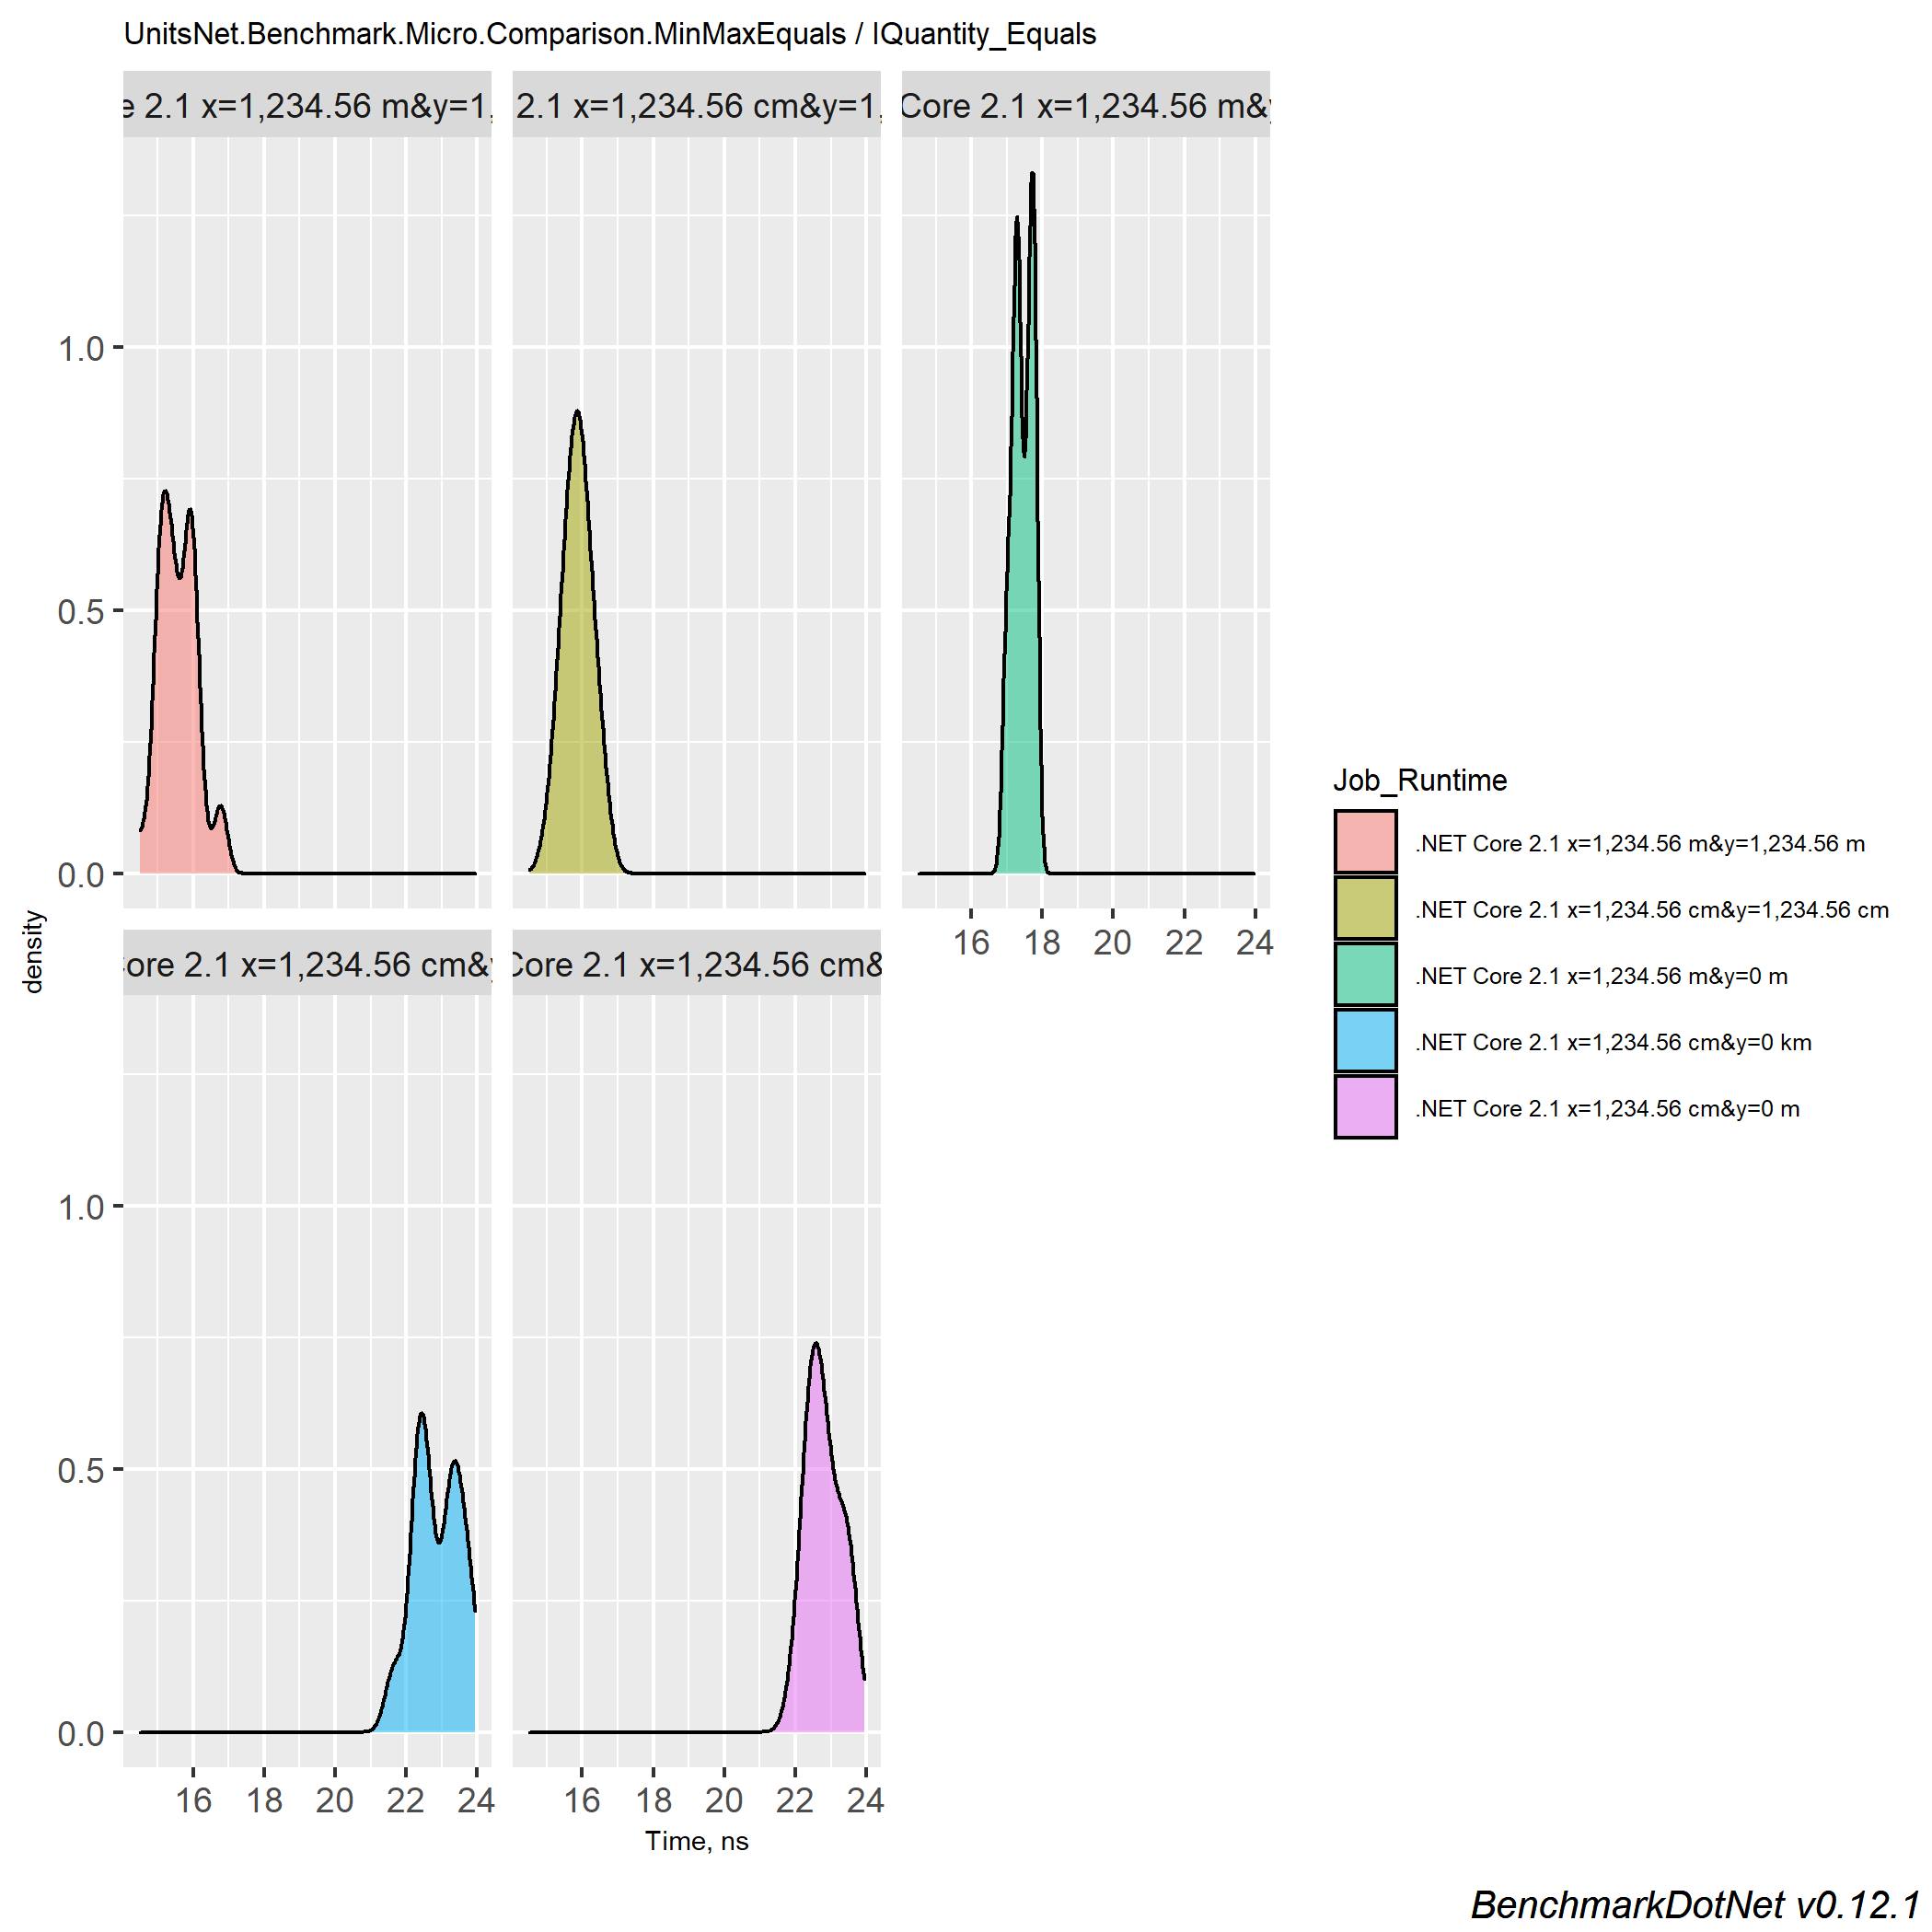 UnitsNet.Benchmark.Micro.Comparison.MinMaxEquals / IQuantity_Equals
e 2.1 x=1,234.56 m&y=1,
2.1 x=1,234.56 cm&y=1,
Core 2.1 x=1,234.56 m&y
1.0
0.5
0.0
16 18 20 22 24
density
Core 2.1 x=1,234.56 cm&y
Core 2.1 x=1,234.56 cm&
1.0
0.5
0.0
16 18 20 22 24
16 18 20 22 24
Time, ns
Job_Runtime
.NET Core 2.1 x=1,234.56 m&y=1,234.56 m
.NET Core 2.1 x=1,234.56 cm&y=1,234.56 cm
.NET Core 2.1 x=1,234.56 m&y=0 m
.NET Core 2.1 x=1,234.56 cm&y=0 km
.NET Core 2.1 x=1,234.56 cm&y=0 m
BenchmarkDotNet v0.12.1